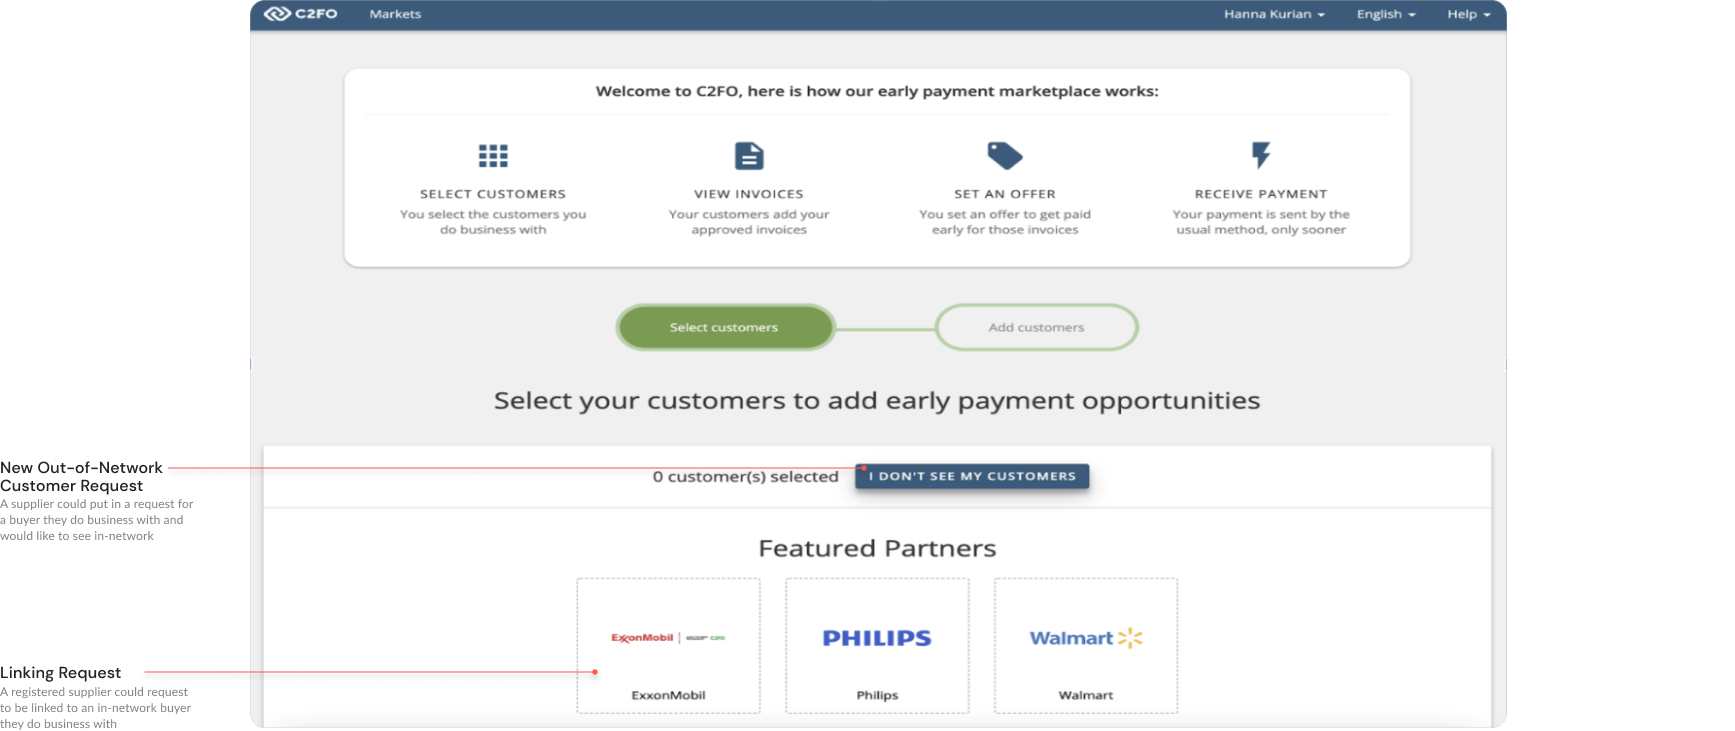 C2FO Markets Hanna Kurian English Help
Welcome to C2FO, here is how our early payment marketplace works:
SELECT CUSTOMERS
You select the customers you
do business with
VIEW INVOICES
Your customers add your
approved invoices
SET AN OFFER
You set an offer to get paid
early for those invoices
RECEIVE PAYMENT
Your payment is sent by the
usual method, only sooner
Select customers
Add customers
Select your customers to add early payment opportunities
New Out-of-Network
Customer Request
A supplier could put in a request for
a buyer they do business with and
would like to see in-network
0 customer(s) selected
I DON'T SEE MY CUSTOMERS
Featured Partners
ExxonMobil C2FO
ExxonMobil
PHILIPS
Philips
Walmart
Walmart
Linking Request
A registered supplier could request
to be linked to an in-network buyer
they do business with